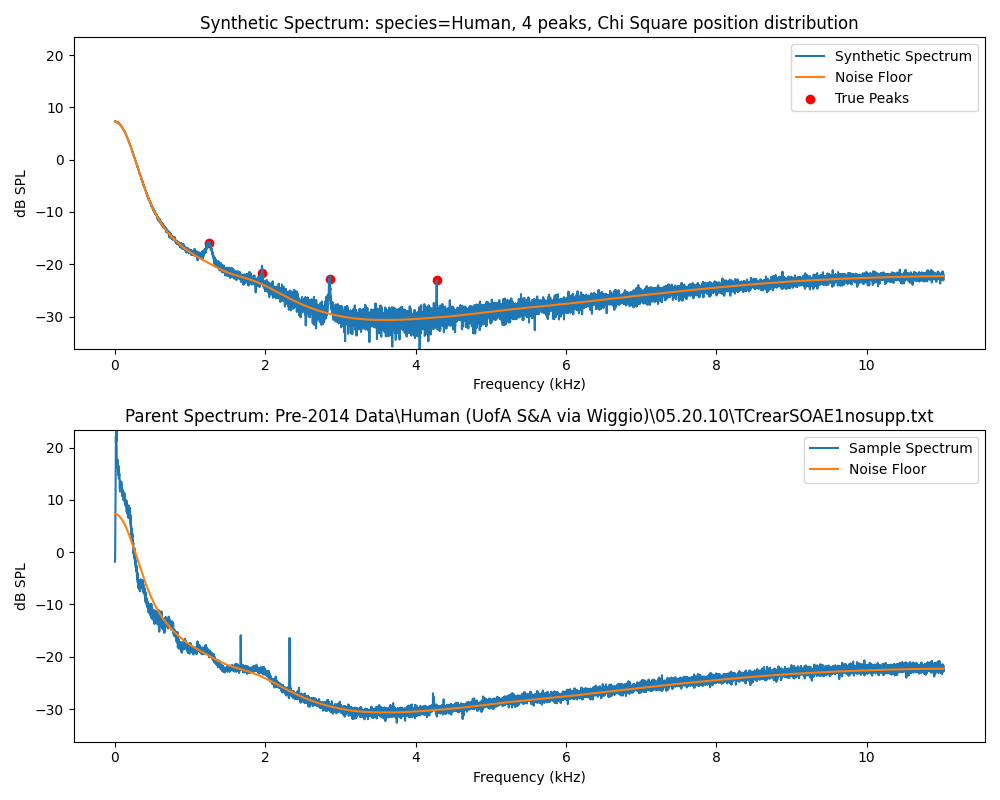 Synthetic Spectrum: species=Human, 4 peaks, Chi Square position distribution
20
10
0
−10
−20
−30
dB SPL
Synthetic Spectrum
Noise Floor
True Peaks
0 2 4 6 8 10
Frequency (kHz)
Parent Spectrum: Pre-2014 Data\Human (UofA S&A via Wiggio)\05.20.10\TCrearSOAE1nosupp.txt
20
10
0
−10
−20
−30
dB SPL
Sample Spectrum
Noise Floor
0 2 4 6 8 10
Frequency (kHz)